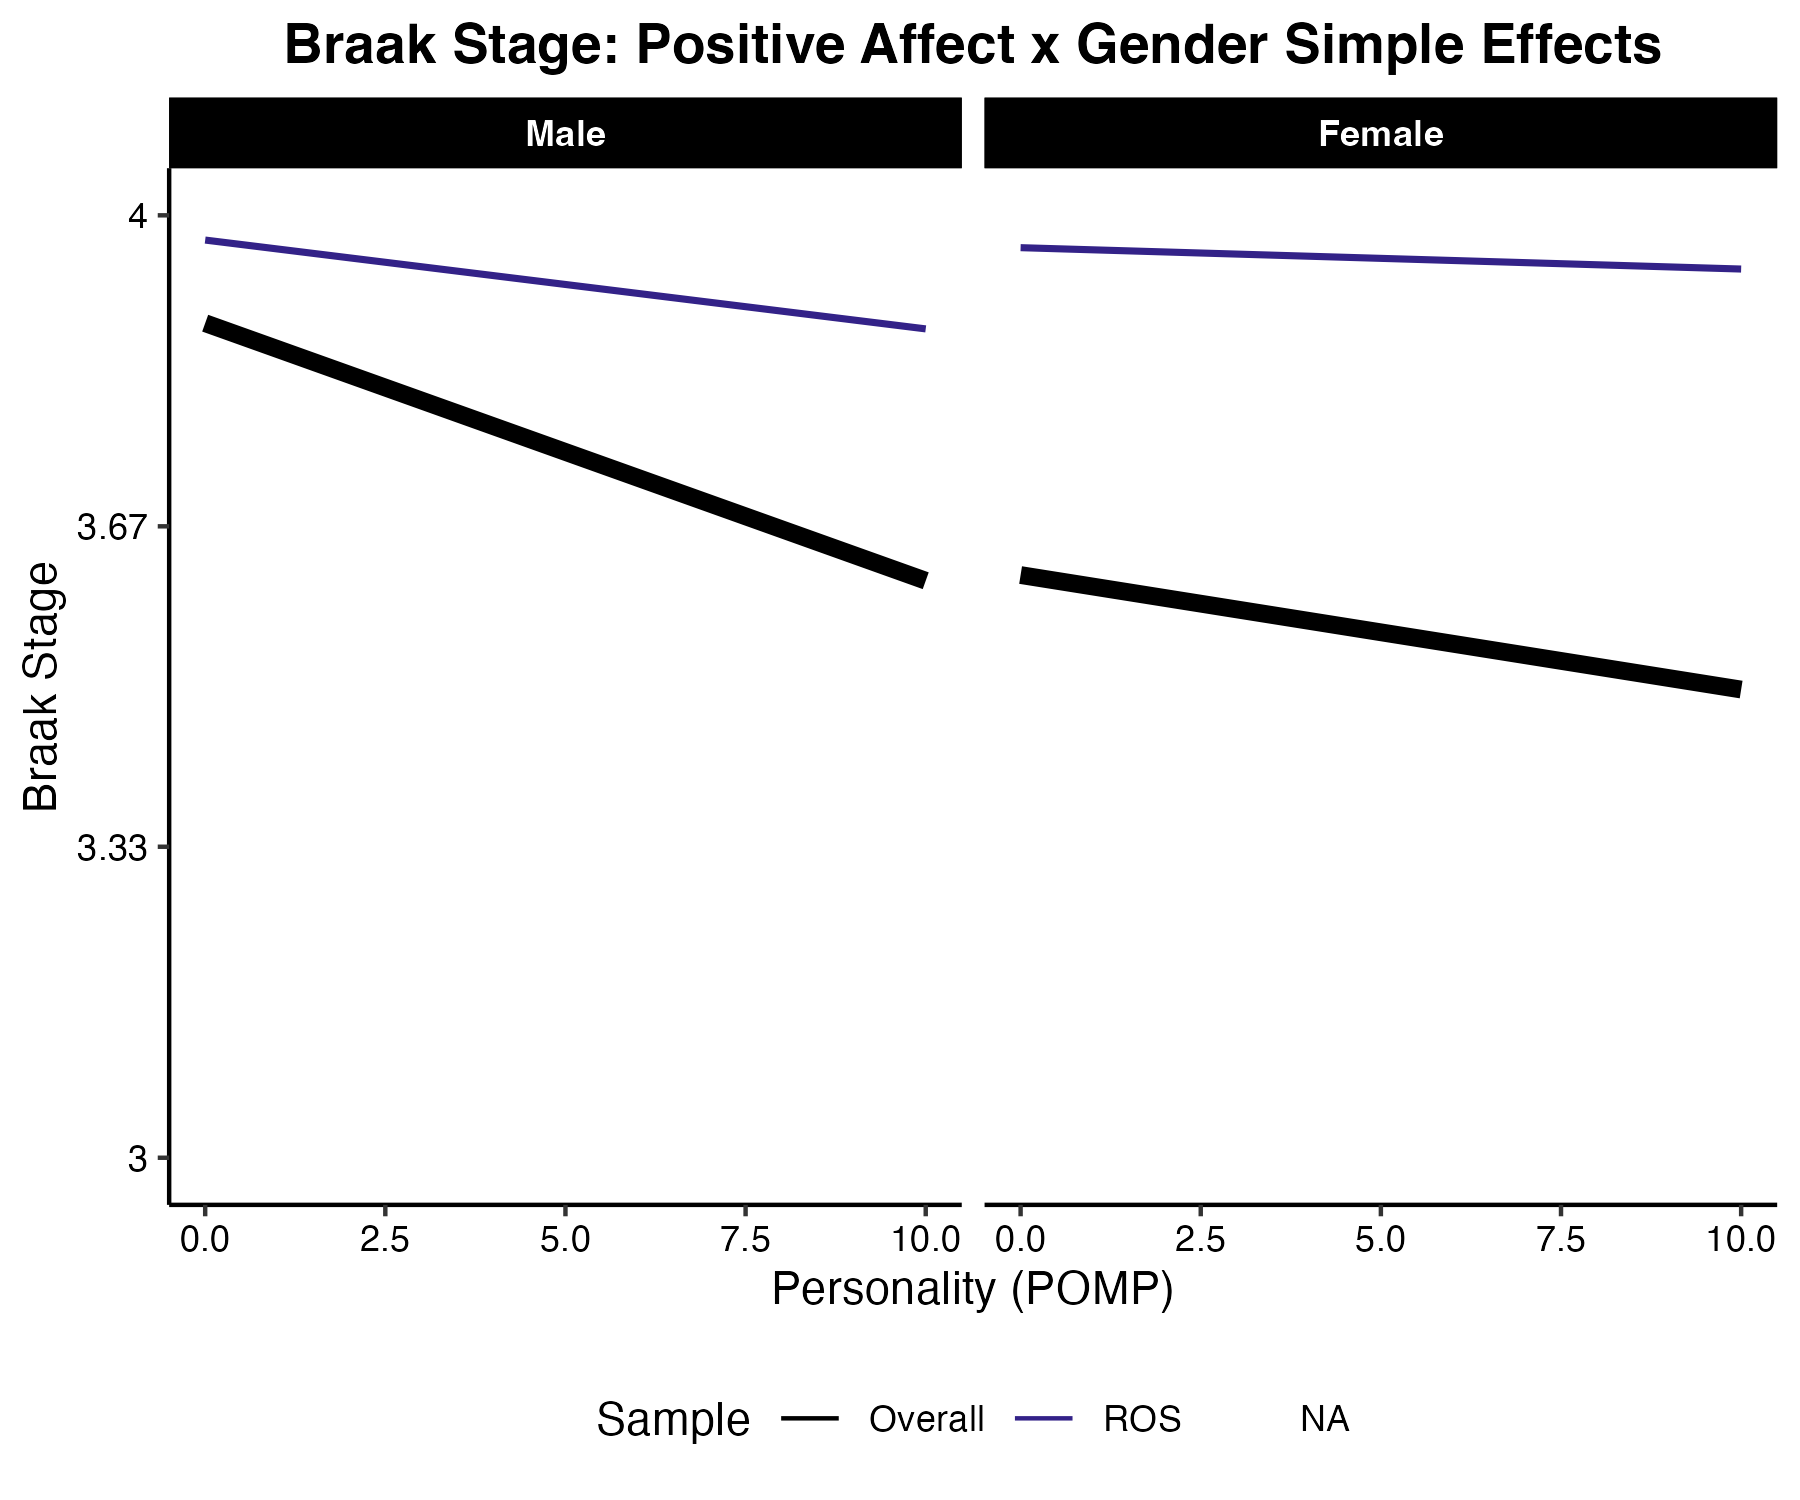 Braak Stage: Positive Affect x Gender Simple Effects
Male
Female
Braak Stage
4
3.67
3.33
3
0.0 2.5 5.0 7.5 10.0
0.0 2.5 5.0 7.5 10.0
Personality (POMP)
Sample Overall ROS NA